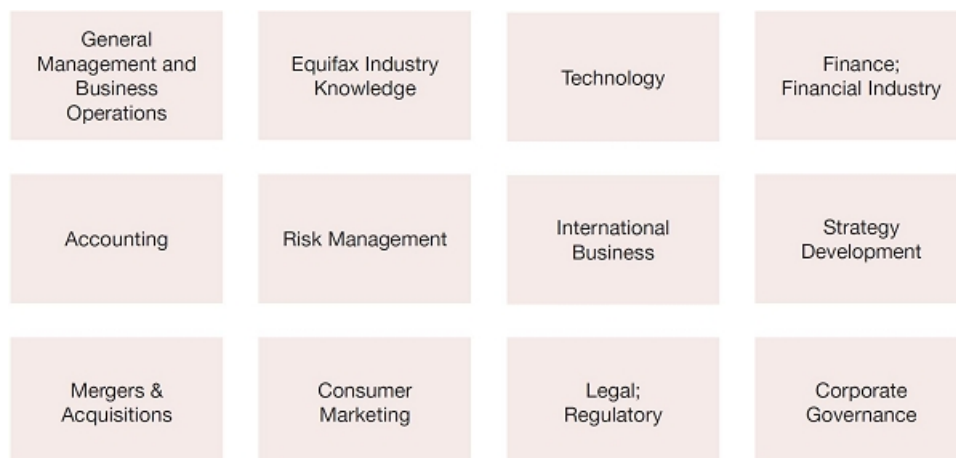 General
Management and
Business
Operations
Equifax Industry
Knowledge
Technology
Finance;
Financial Industry
Accounting
Risk Management
International
Business
Strategy
Development
Mergers &
Acquisitions
Consumer
Marketing
Legal;
Regulatory
Corporate
Governance